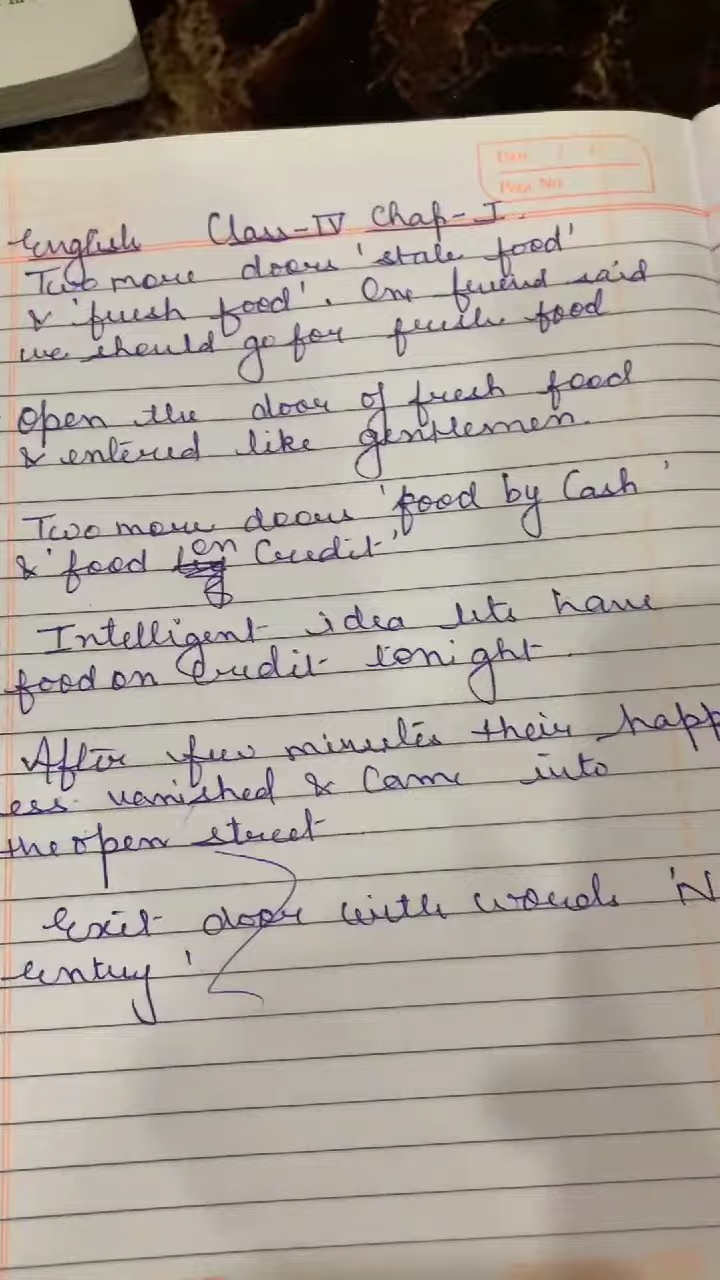 Date / /
Page No.
English Class-IV Chap-I.
Two more doors 'stale food'
& 'fresh food'. One friend said
we should go for fresh food
Open the door of fresh food
& entered like gentlemen.
Two more doors 'food by Cash'
& 'food on Credit'
Intelligent idea lets have
food on Credit tonight
After few minutes their happ
ess vanished & Came into
the open street
Exit door with words 'N
Entry'